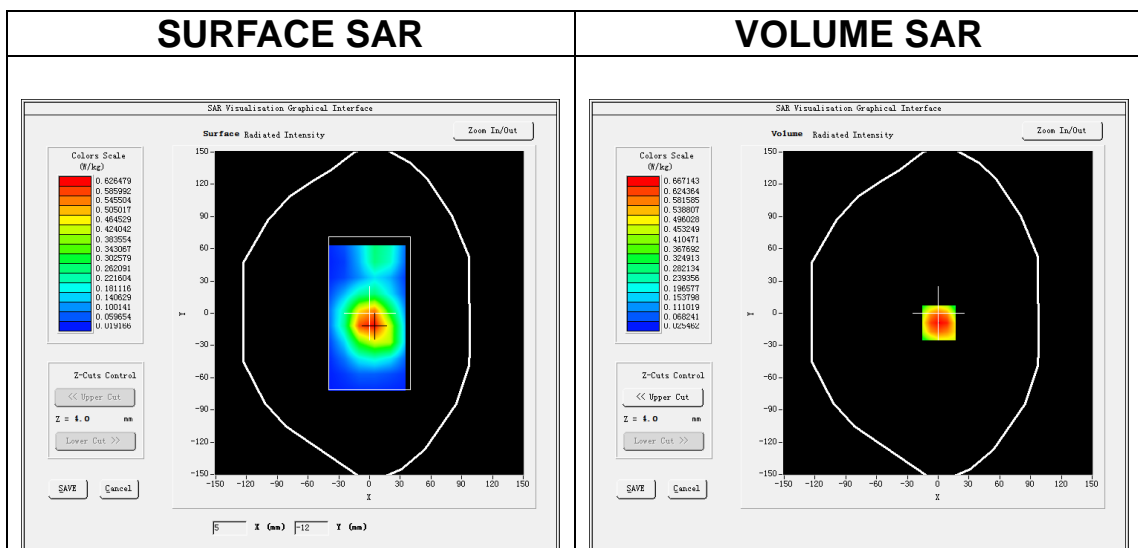 SURFACE SAR
SAR Visualisation Graphical Interface
Surface Radiated Intensity
Zoom In/Out
Colors Scale
(W/kg)
0.626479
0.585992
0.545504
0.505017
0.464529
0.424042
0.383554
0.343067
0.302579
0.262091
0.221604
0.181116
0.140629
0.100141
0.059654
0.019166
Z-Cuts Control
<< Upper Cut
Z = 4.0 mm
Lower Cut >>
SAVE Cancel
150
120
90
60
30
0
-30
-60
-90
-120
-150
Y
-150 -120 -90 -60 -30 0 30 60 90 120 150
X
5 X (mm) -12 Y (mm)
VOLUME SAR
SAR Visualisation Graphical Interface
Volume Radiated Intensity
Zoom In/Out
Colors Scale
(W/kg)
0.667143
0.624364
0.581585
0.538807
0.496028
0.453249
0.410471
0.367692
0.324913
0.282134
0.239356
0.196577
0.153798
0.111019
0.068241
0.025462
Z-Cuts Control
<< Upper Cut
Z = 4.0 mm
Lower Cut >>
SAVE Cancel
150
120
90
60
30
0
-30
-60
-90
-120
-150
Y
-150 -120 -90 -60 -30 0 30 60 90 120 150
X